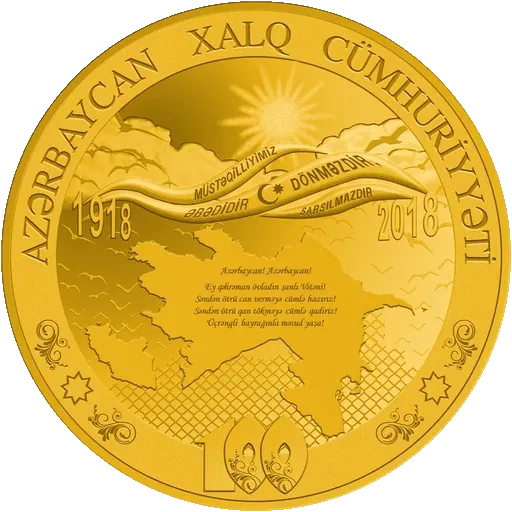 AZƏRBAYCAN XALQ CÜMHURİYYƏTİ
MÜSTƏQİLLİYİMİZ
ƏBƏDİDİR
DÖNMƏZDİR
SARSILMAZDIR
1918
2018
Azərbaycan! Azərbaycan!
Ey qəhrəman övladın şanlı Vətəni!
Səndən ötrü can verməyə cümlə hazırız!
Səndən ötrü qan tökməyə cümlə qadiriz!
Üçrəngli bayrağınla məsud yaşa!
100